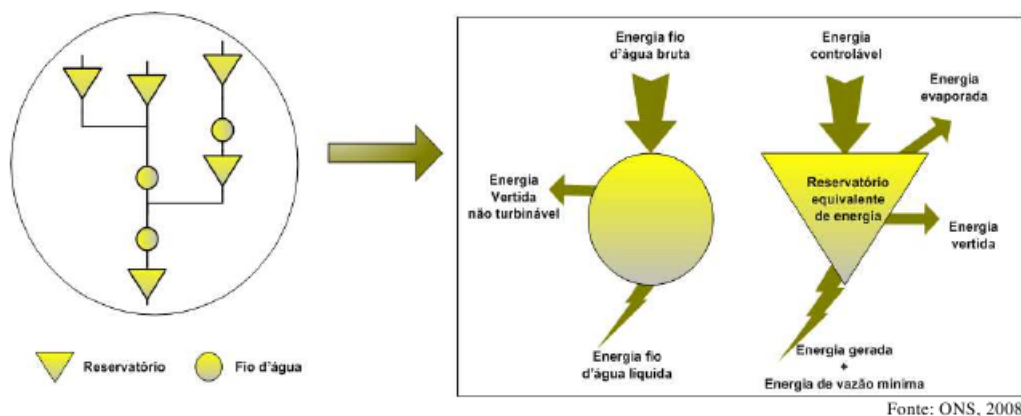 Energia fio
d'água bruta
Energia
controlável
Energia
evaporada
Energia
Vertida
não turbinável
Reservatório
equivalente
de energia
Energia
vertida
Energia fio
d'água líquida
Energia gerada
+
Energia de vazão mínima
Reservatório
Fio d'água
Fonte: ONS, 2008